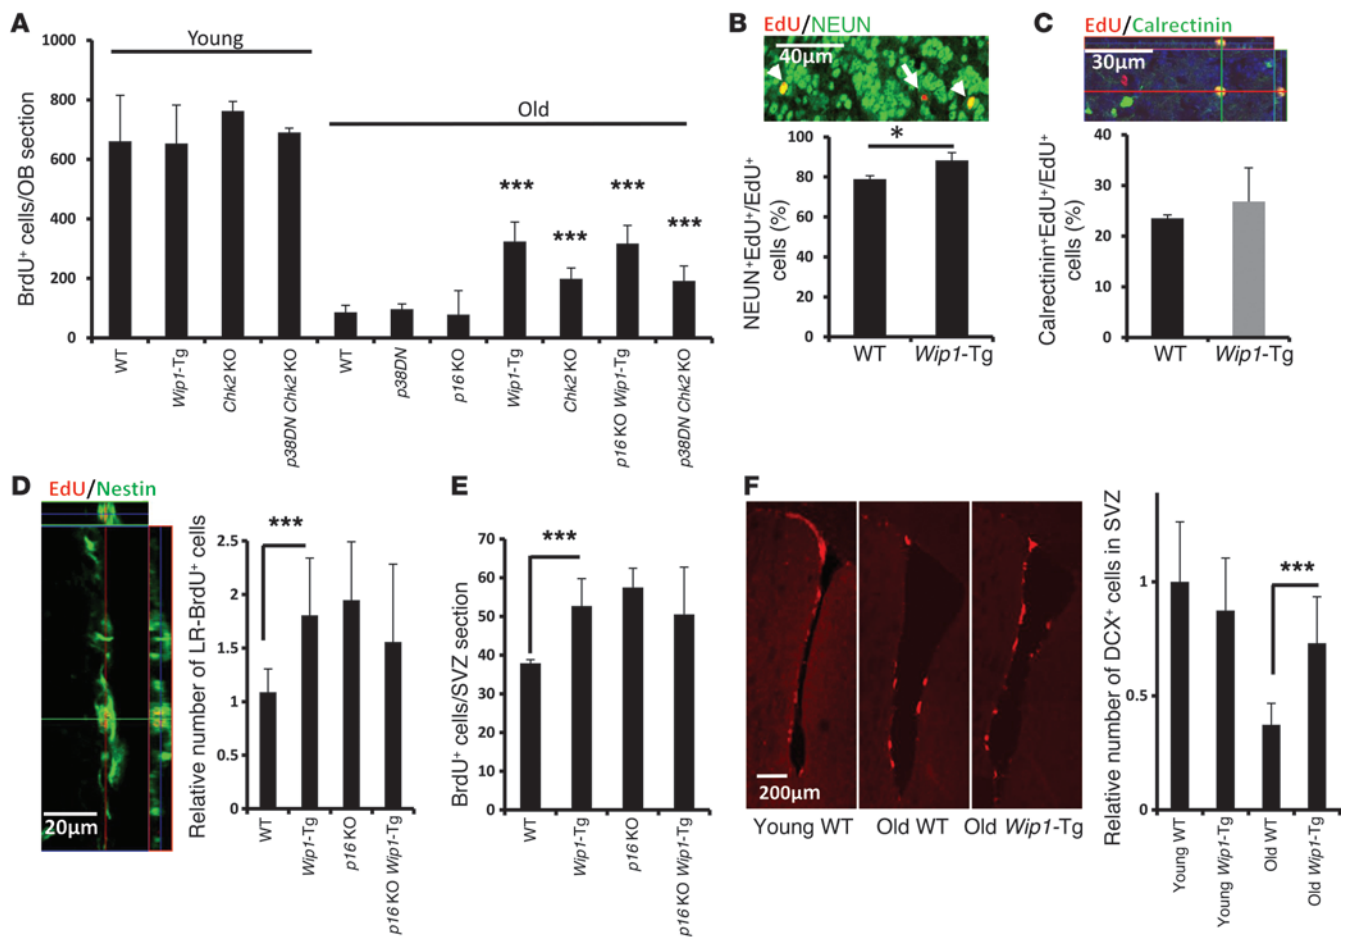 A
BrdU+ cells/OB section
1000
800
600
400
200
0
Young
Old
***
***
***
***
WT
Wip1-Tg
Chk2 KO
p38DN Chk2 KO
WT
p38DN
p16 KO
Wip1-Tg
Chk2 KO
p16 KO Wip1-Tg
p38DN Chk2 KO
B
EdU/NEUN
40µm
NEUN+EdU+/EdU+
cells (%)
100
80
60
40
20
0
*
WT
Wip1-Tg
C
EdU/Calrectinin
30µm
Calrectinin+EdU+/EdU+
cells (%)
40
30
20
10
0
WT
Wip1-Tg
D
EdU/Nestin
20µm
Relative number of LR-BrdU+ cells
2.5
2
1.5
1
0.5
0
***
WT
Wip1-Tg
p16 KO
p16 KO Wip1-Tg
E
BrdU+ cells/SVZ section
70
60
50
40
30
20
10
0
***
WT
Wip1-Tg
p16 KO
p16 KO Wip1-Tg
F
200µm
Young WT
Old WT
Old Wip1-Tg
Relative number of DCX+ cells in SVZ
1
0.5
0
***
Young WT
Young Wip1-Tg
Old WT
Old Wip1-Tg